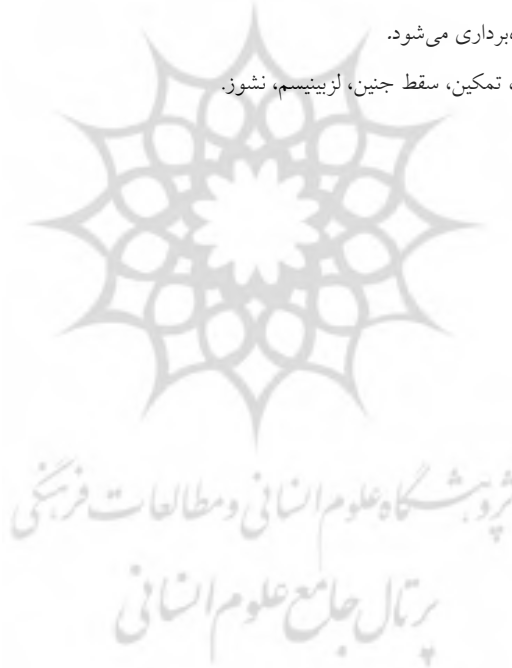 برداری می‌شود.
، تمکین، سقط جنین، لزبینیسم، نشوز.
پژوهشگاه علوم انسانی و مطالعات فرهنگی
پرتال جامع علوم انسانی